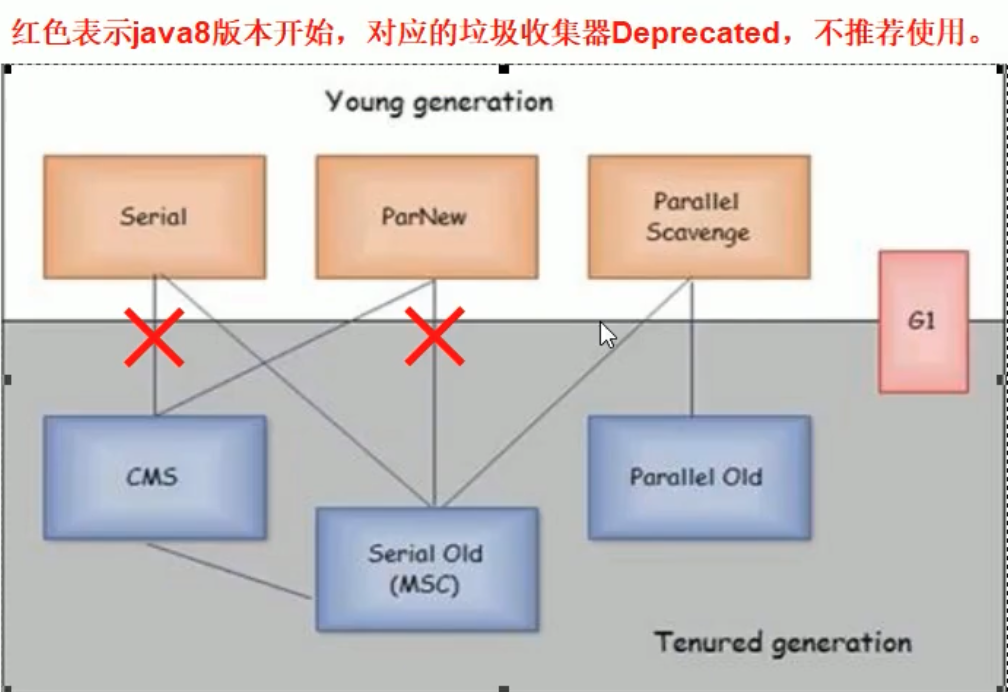 红色表示java8版本开始，对应的垃圾收集器Deprecated，不推荐使用。
Young generation
Serial
ParNew
Parallel
Scavenge
G1
CMS
Serial Old
(MSC)
Parallel Old
Tenured generation